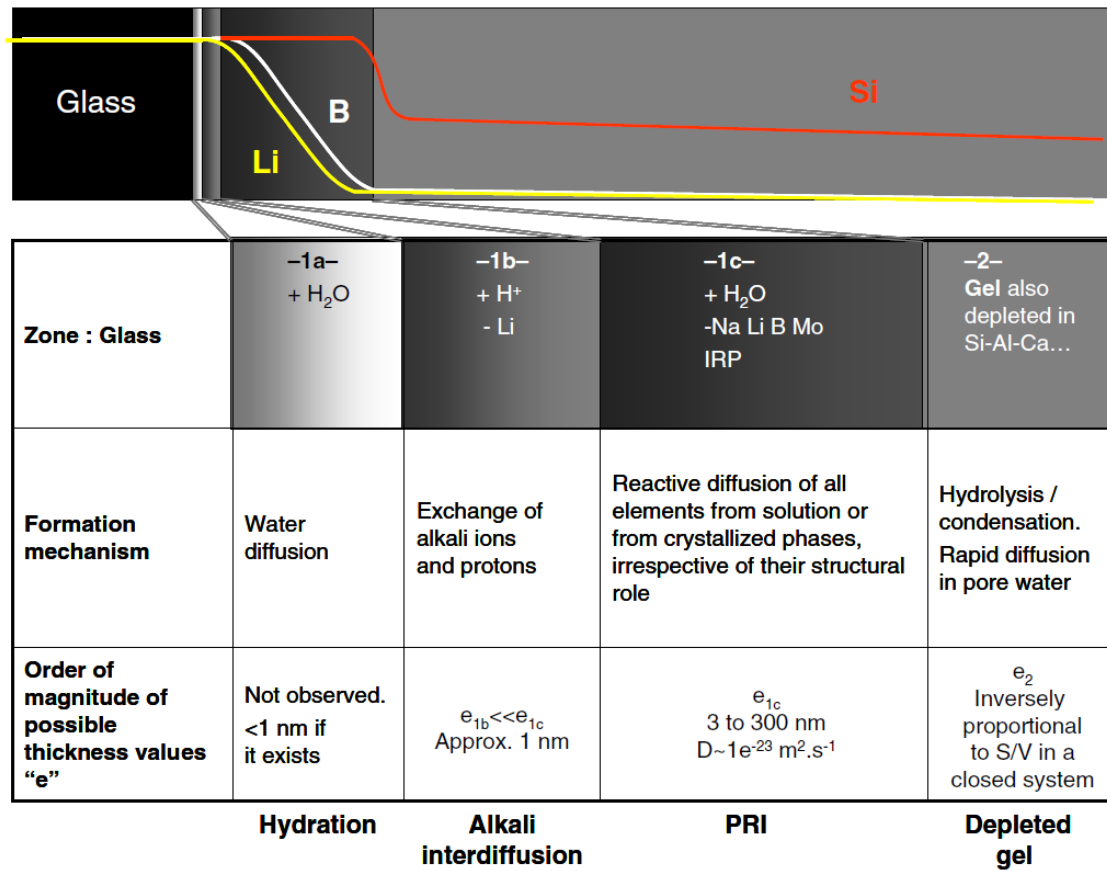 Glass
Li
B
Si
Zone : Glass
–1a–
+ H₂O
–1b–
+ H⁺
- Li
–1c–
+ H₂O
-Na Li B Mo
IRP
–2–
Gel also
depleted in
Si-Al-Ca…
Formation
mechanism
Water
diffusion
Exchange of
alkali ions
and protons
Reactive diffusion of all
elements from solution or
from crystallized phases,
irrespective of their structural
role
Hydrolysis /
condensation.
Rapid diffusion
in pore water
Order of
magnitude of
possible
thickness values
“e”
Not observed.
<1 nm if
it exists
e₁b<<e₁c
Approx. 1 nm
e₁c
3 to 300 nm
D~1e⁻²³ m².s⁻¹
e₂
Inversely
proportional
to S/V in a
closed system
Hydration
Alkali
interdiffusion
PRI
Depleted
gel